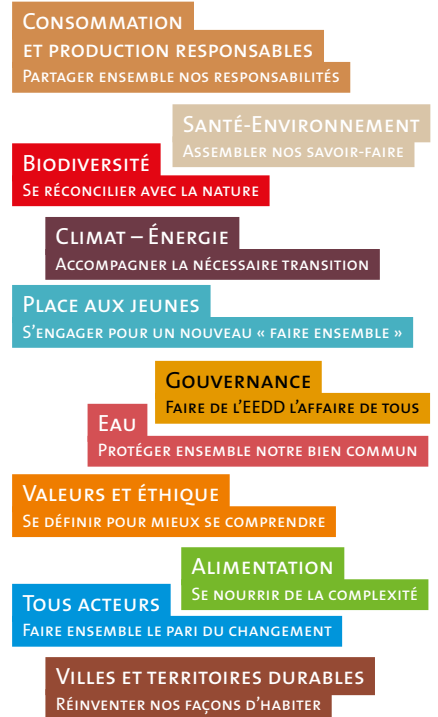 Consommation
et production responsables
Partager ensemble nos responsabilités
Santé-Environnement
Assembler nos savoir-faire
Biodiversité
Se réconcilier avec la nature
Climat – Énergie
Accompagner la nécessaire transition
Place aux jeunes
S'engager pour un nouveau « faire ensemble »
Gouvernance
Faire de l'EEDD l'affaire de tous
Eau
Protéger ensemble notre bien commun
Valeurs et éthique
Se définir pour mieux se comprendre
Alimentation
Se nourrir de la complexité
Tous acteurs
Faire ensemble le pari du changement
Villes et territoires durables
Réinventer nos façons d'habiter